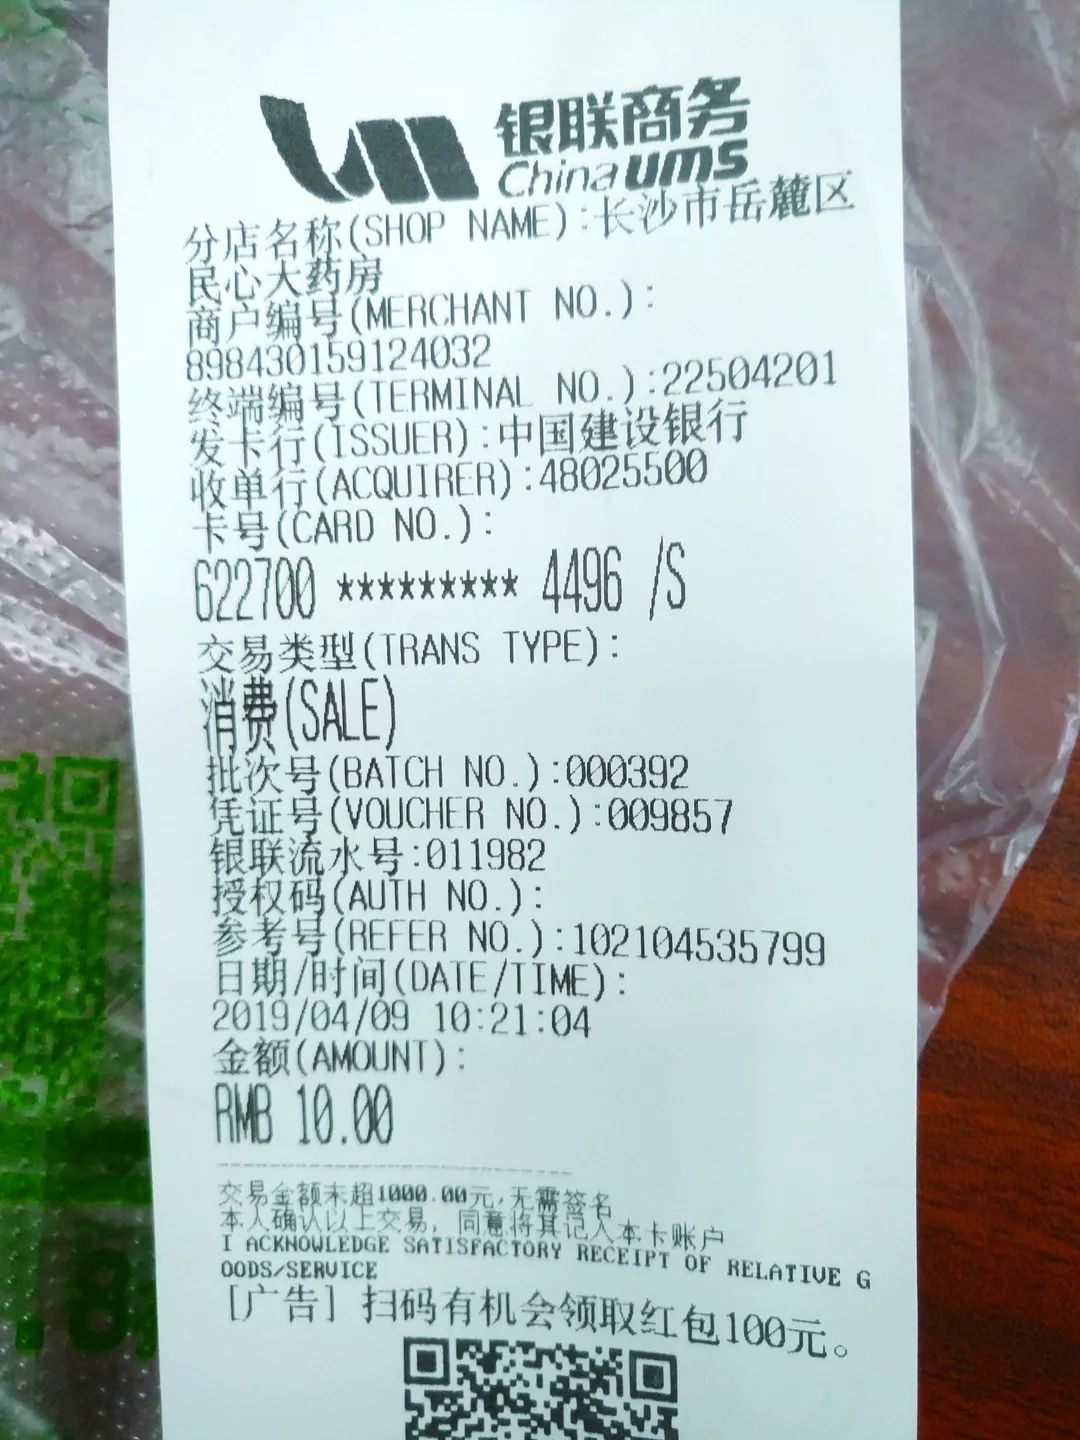 银联商务
China ums
分店名称(SHOP NAME):长沙市岳麓区
民心大药房
商户编号(MERCHANT NO.):
898430159124032
终端编号(TERMINAL NO.):22504201
发卡行(ISSUER):中国建设银行
收单行(ACQUIRER):48025500
卡号(CARD NO.):
622700 ********* 4496 /S
交易类型(TRANS TYPE):
消费(SALE)
批次号(BATCH NO.):000392
凭证号(VOUCHER NO.):009857
银联流水号:011982
授权码(AUTH NO.):
参考号(REFER NO.):102104535799
日期/时间(DATE/TIME):
2019/04/09 10:21:04
金额(AMOUNT):
RMB 10.00
交易金额未超1000.00元,无需签名
本人确认以上交易, 同意将其记入本卡账户
I ACKNOWLEDGE SATISFACTORY RECEIPT OF RELATIVE G
OODS/SERVICE
[广告] 扫码有机会领取红包100元。